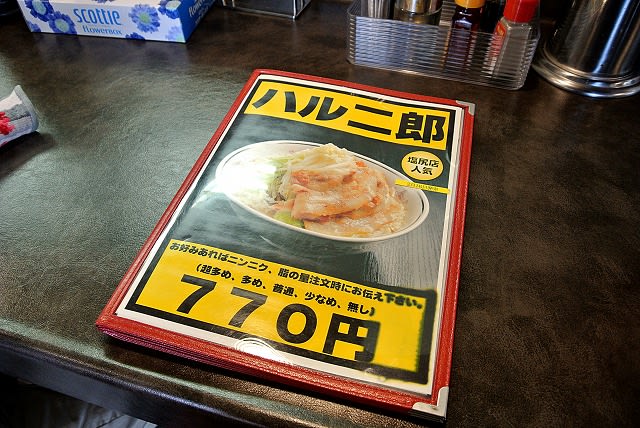 scottie
flowerbox
ハル二郎
塩尻店
人気
お好みあればニンニク、脂の量注文時にお伝え下さい。
(超多め、多め、普通、少なめ、無し)
770円